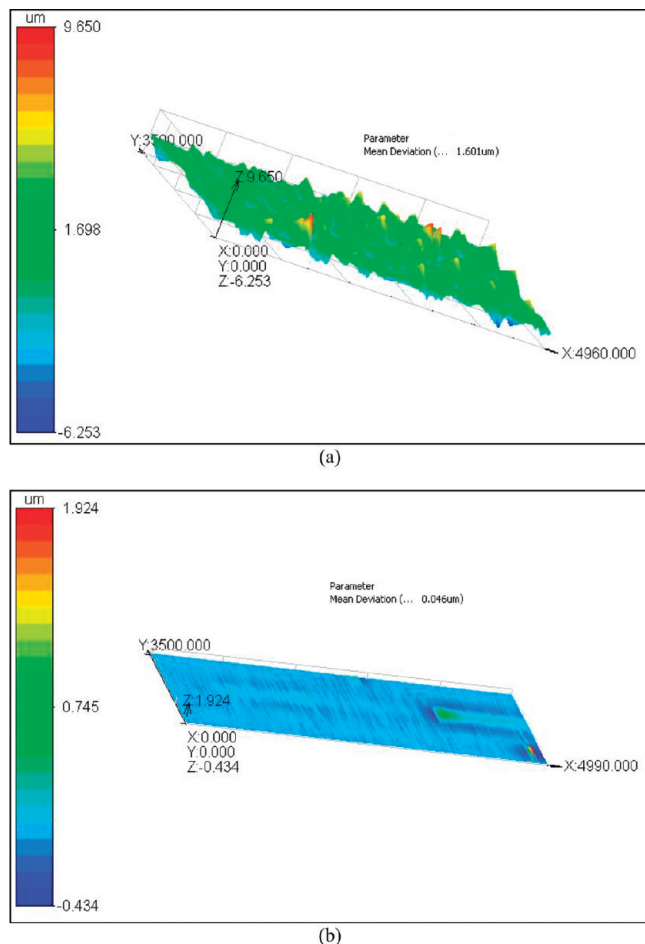 um
9.650
1.698
-6.253
Parameter
Mean Deviation (... 1.601um)
Y:3500.000
Z:9.650
X:0.000
Y:0.000
Z:-6.253
X:4960.000
(a)
um
1.924
0.745
-0.434
Parameter
Mean Deviation (... 0.046um)
Y:3500.000
Z:1.924
X:0.000
Y:0.000
Z:-0.434
X:4990.000
(b)